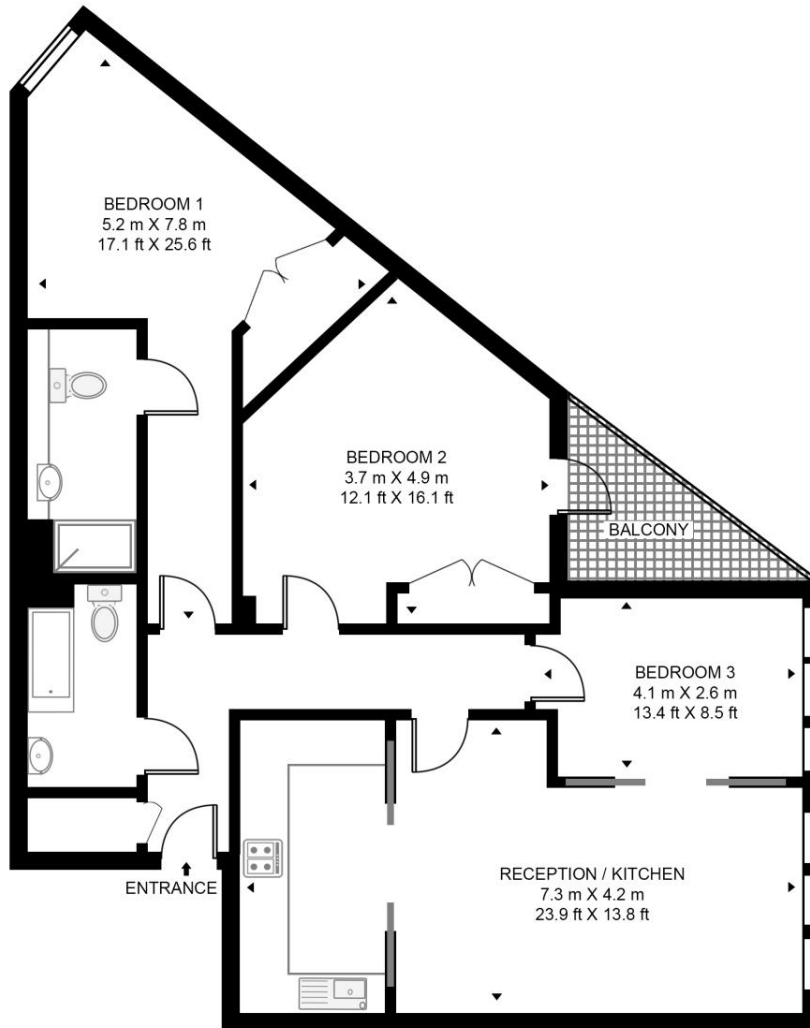 BEDROOM 1
5.2 m X 7.8 m
17.1 ft X 25.6 ft
BEDROOM 2
3.7 m X 4.9 m
12.1 ft X 16.1 ft
BALCONY
BEDROOM 3
4.1 m X 2.6 m
13.4 ft X 8.5 ft
RECEPTION / KITCHEN
7.3 m X 4.2 m
23.9 ft X 13.8 ft
ENTRANCE